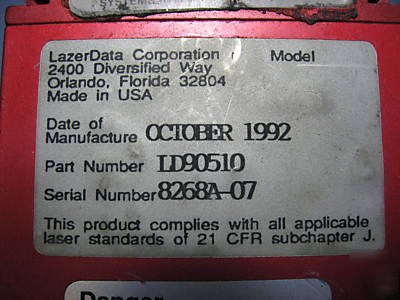 LazerData Corporation Model
2400 Diversified Way
Orlando, Florida 32804
Made in USA
Date of
Manufacture OCTOBER 1992
Part Number LD90510
Serial Number 8268A-07
This product complies with all applicable
laser standards of 21 CFR subchapter J.
Danger